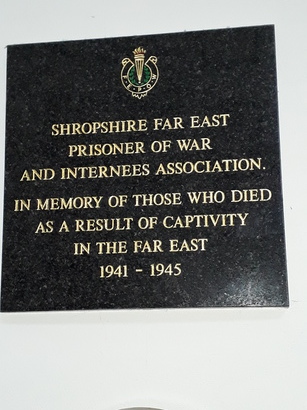 SHROPSHIRE FAR EAST
PRISONER OF WAR
AND INTERNEES ASSOCIATION.
IN MEMORY OF THOSE WHO DIED
AS A RESULT OF CAPTIVITY
IN THE FAR EAST
1941 - 1945